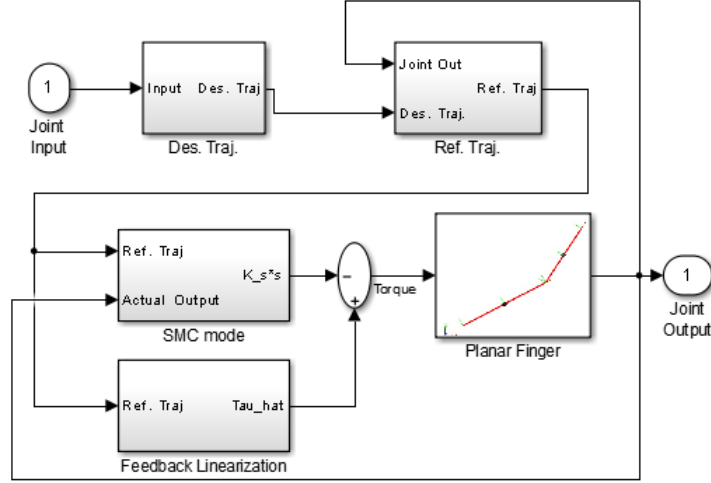 1
Joint
Input
Input Des. Traj
Des. Traj.
Joint Out
Ref. Traj
Des. Traj.
Ref. Traj.
Ref. Traj
K_s*s
Actual Output
SMC mode
−
+
Torque
Planar Finger
1
Joint
Output
Ref. Traj Tau_hat
Feedback Linearization